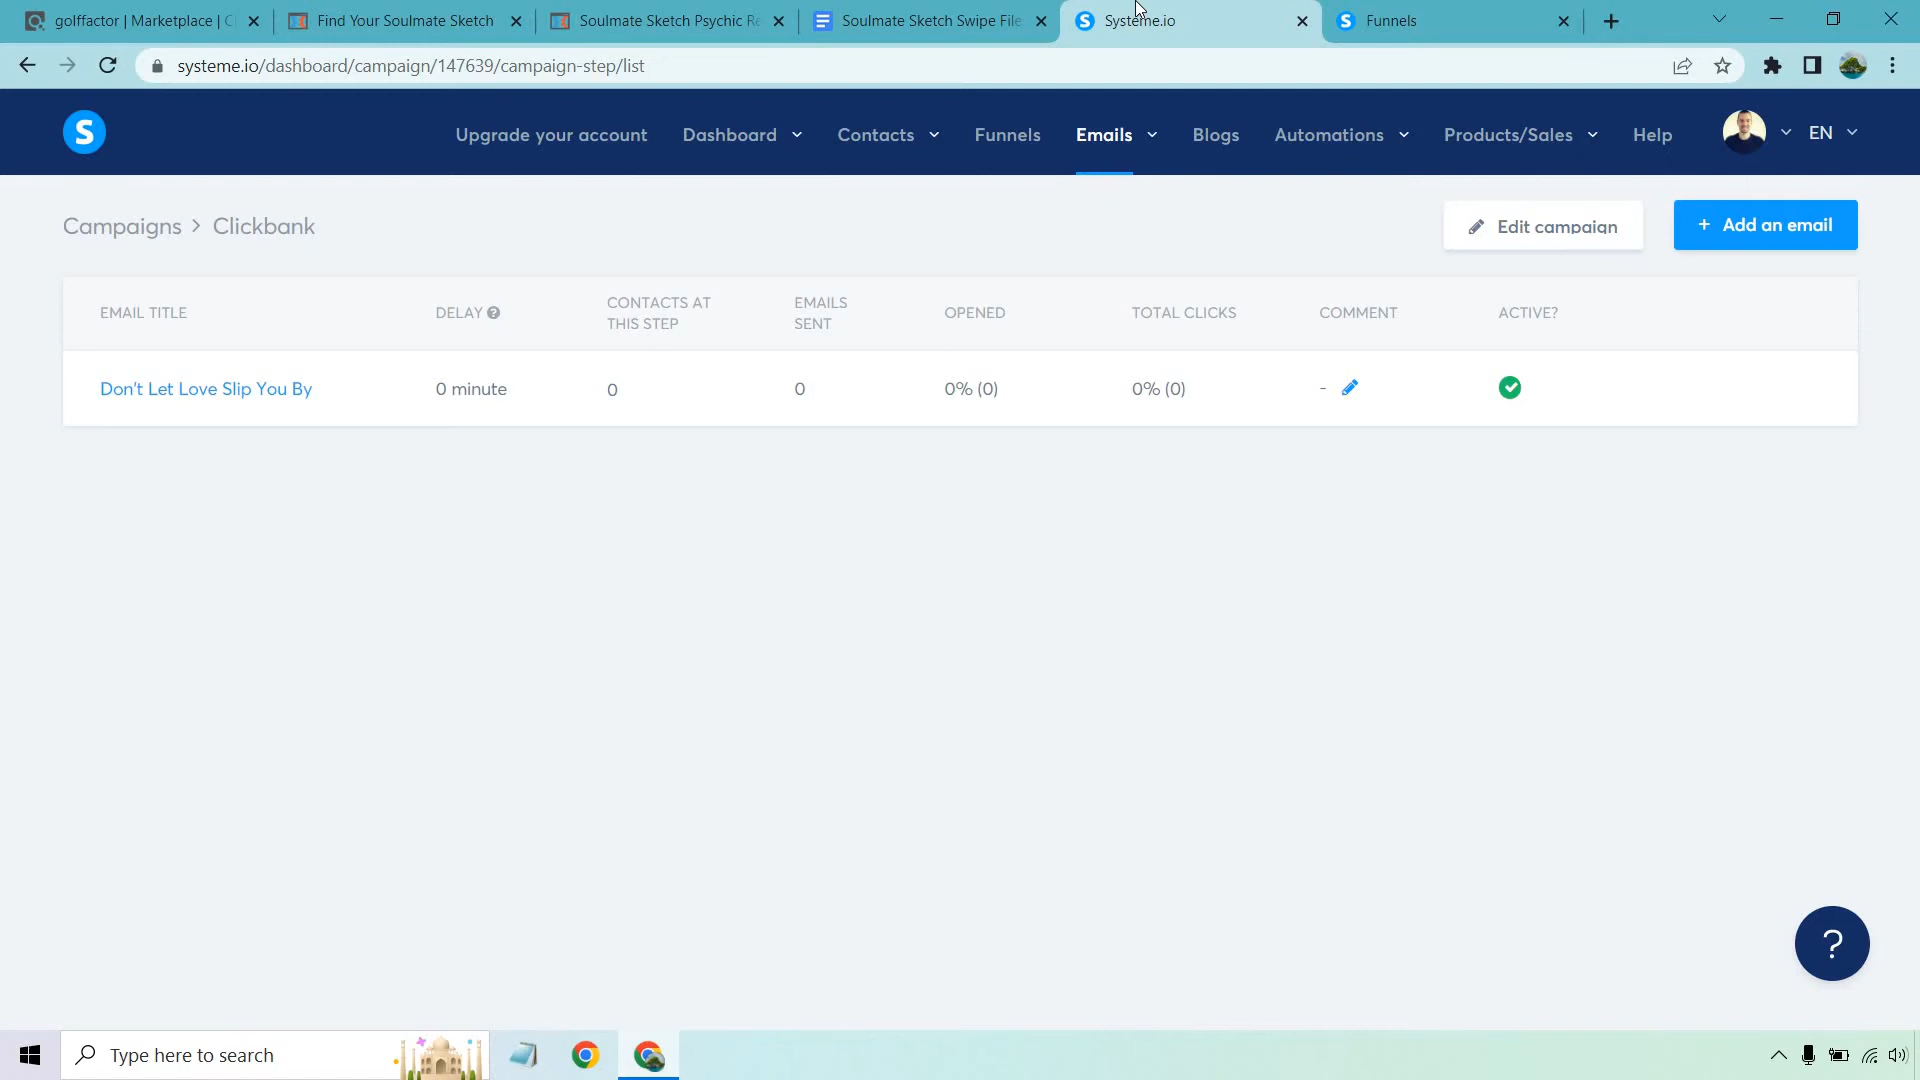 golffactor | Marketplace | C
Find Your Soulmate Sketch
Soulmate Sketch Psychic Re
Soulmate Sketch Swipe File
Systeme.io
Funnels
systeme.io/dashboard/campaign/147639/campaign-step/list
S
Upgrade your account
Dashboard
Contacts
Funnels
Emails
Blogs
Automations
Products/Sales
Help
EN
Campaigns > Clickbank
Edit campaign
+ Add an email
EMAIL TITLE
DELAY ?
CONTACTS AT
THIS STEP
EMAILS
SENT
OPENED
TOTAL CLICKS
COMMENT
ACTIVE?
Don't Let Love Slip You By
0 minute
0
0
0% (0)
0% (0)
-
?
Type here to search